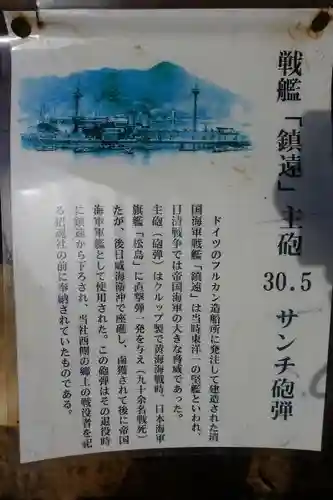 戦艦「鎮遠」主砲
30.5 サンチ砲弾
ドイツのフルカン造船所に発注して建造された清
国海軍戦艦「鎮遠」は当時東洋一の堅艦といわれ、
日清戦争では帝国海軍の大きな脅威であった。
主砲（砲弾）はクルップ製で黄海海戦時、日本海軍
旗艦「松島」に直撃弾一発を与え（九十余名戦死）
たが、後日威海衛沖で座礁し、鹵獲されて後に帝国
海軍軍艦として使用された。この砲弾はその退役時
に鎮遠から下ろされ、当社西側の郷土の戦役者を祀
る招魂社の前に奉納されていたものである。